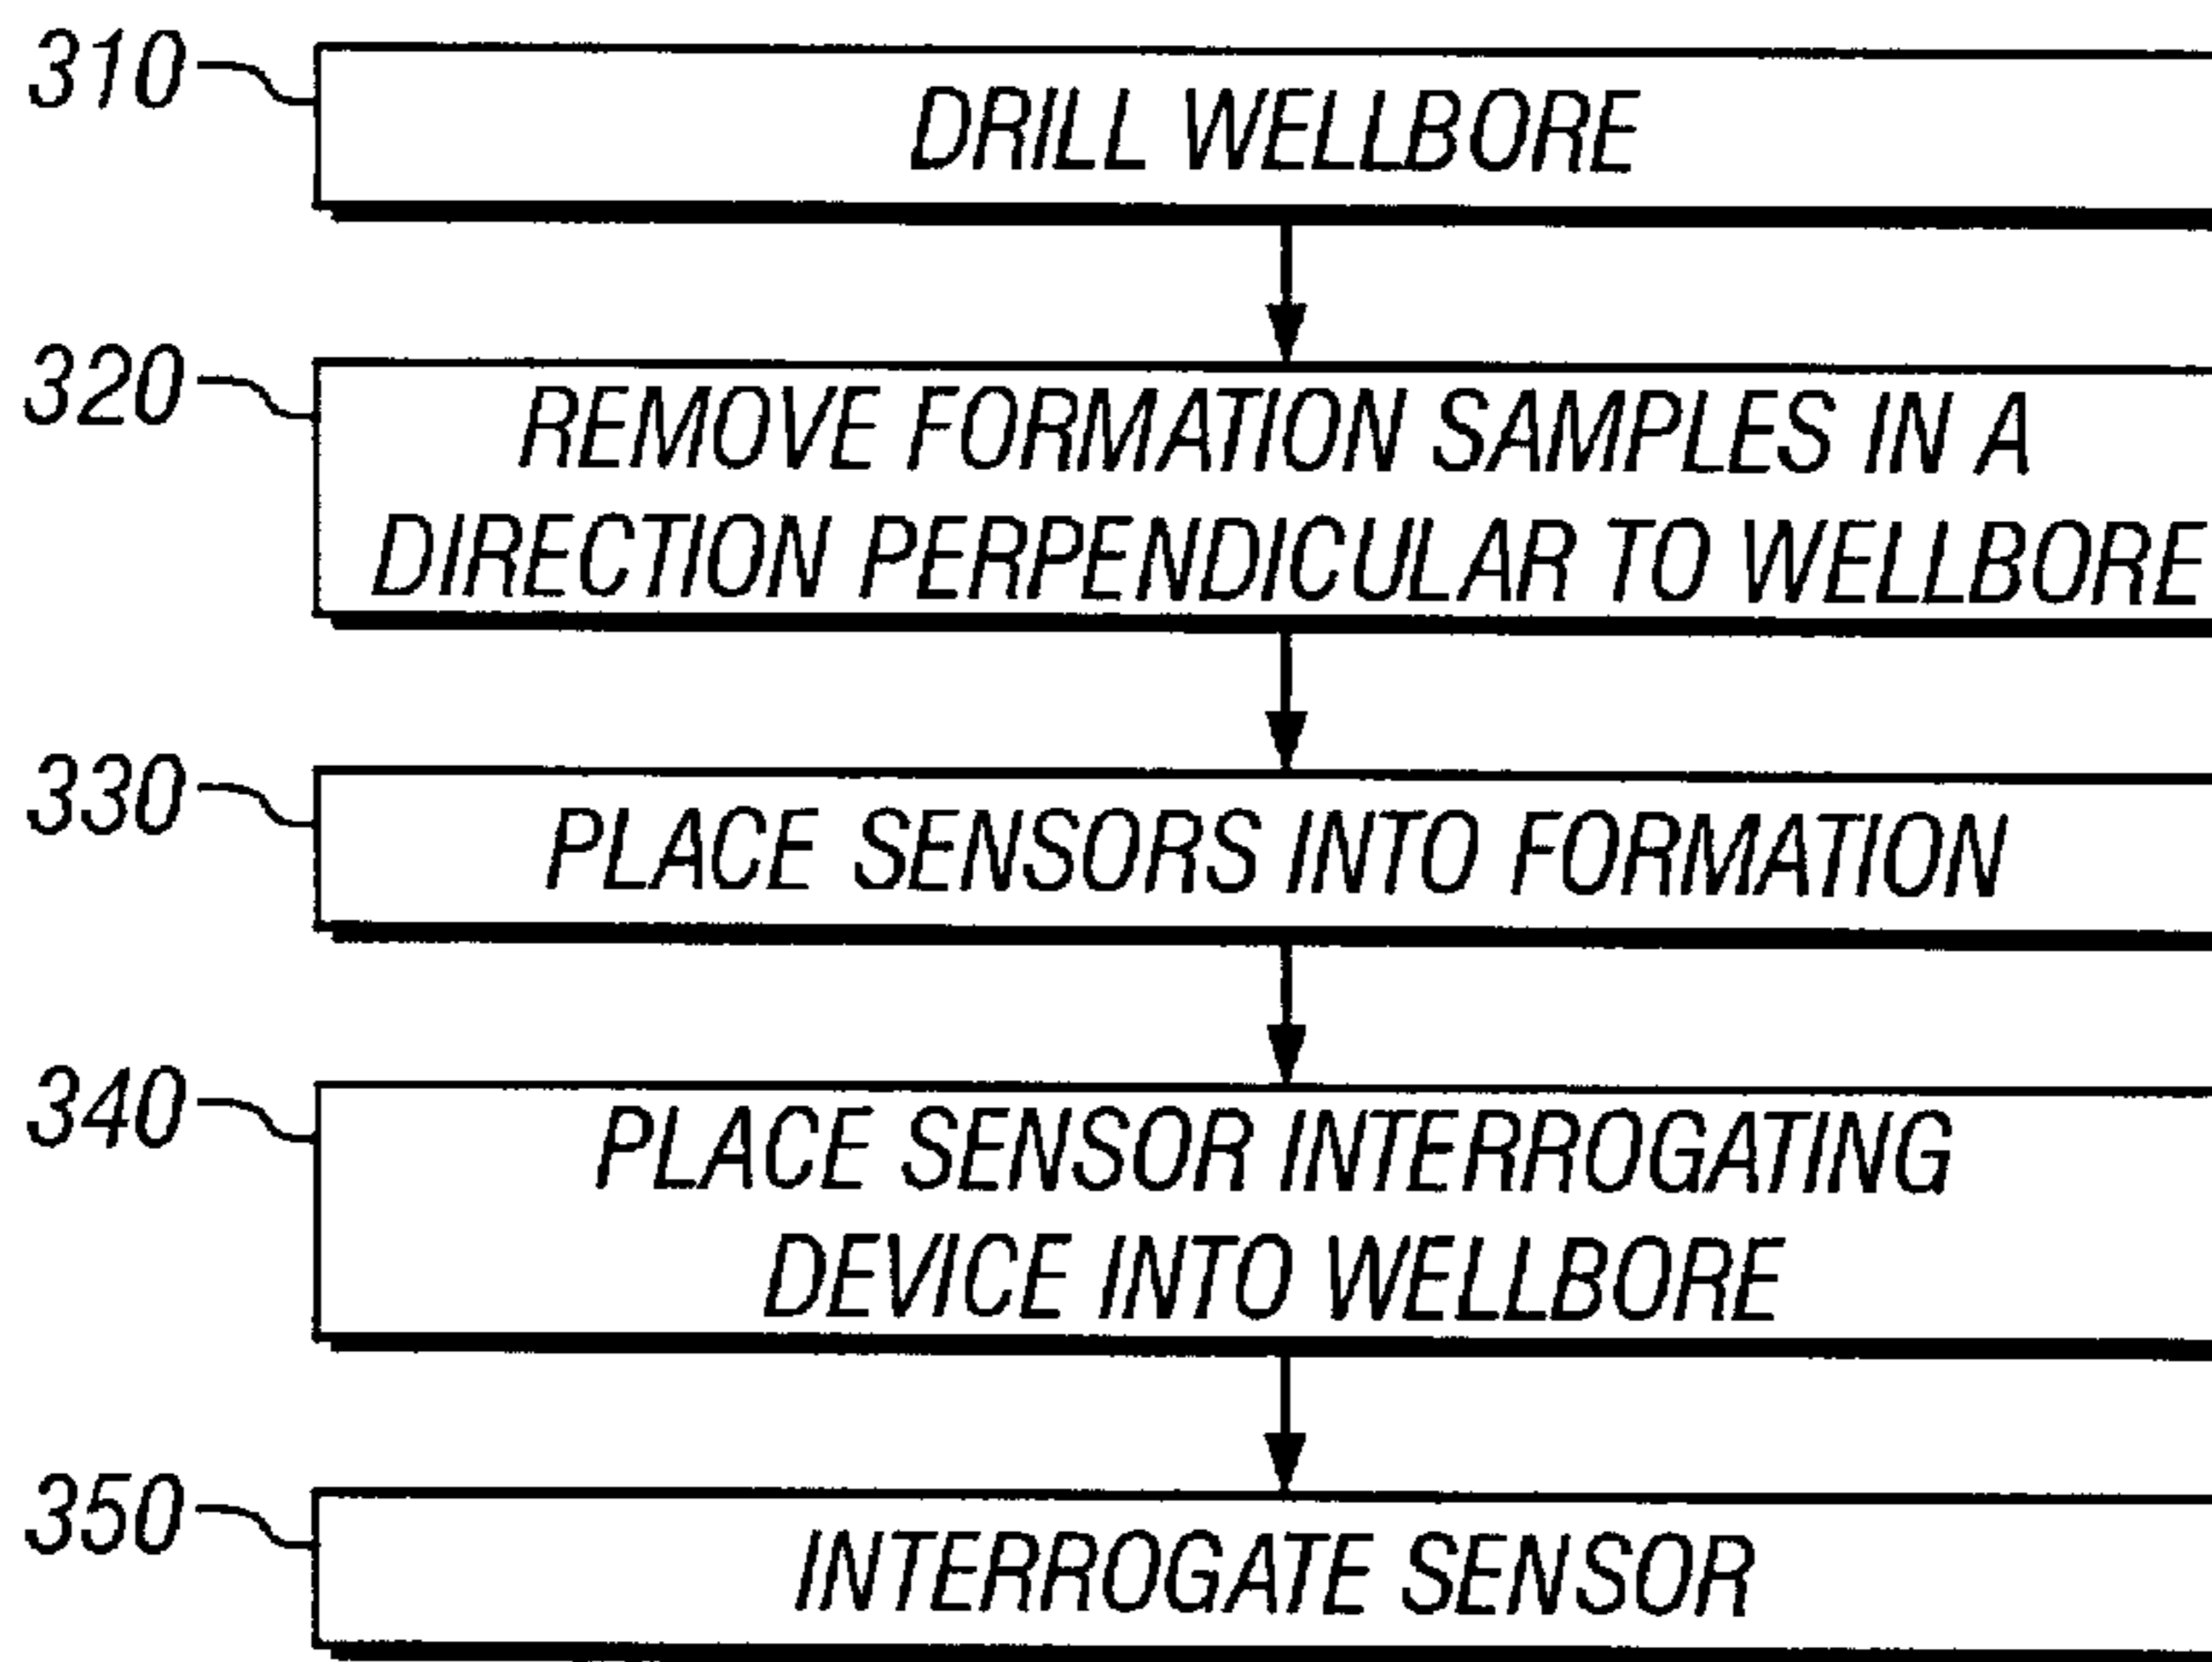 310
DRILL WELLBORE
320
REMOVE FORMATION SAMPLES IN A
DIRECTION PERPENDICULAR TO WELLBORE
330
PLACE SENSORS INTO FORMATION
340
PLACE SENSOR INTERROGATING
DEVICE INTO WELLBORE
350
INTERROGATE SENSOR